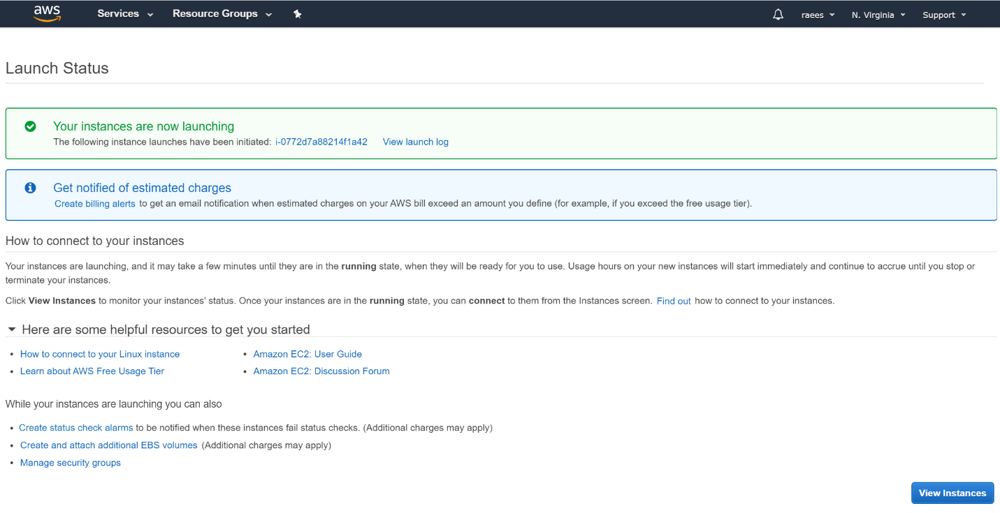 aws Services Resource Groups raees N. Virginia Support
Launch Status
Your instances are now launching
The following instance launches have been initiated: i-0772d7a88214f1a42 View launch log
Get notified of estimated charges
Create billing alerts to get an email notification when estimated charges on your AWS bill exceed an amount you define (for example, if you exceed the free usage tier).
How to connect to your instances
Your instances are launching, and it may take a few minutes until they are in the running state, when they will be ready for you to use. Usage hours on your new instances will start immediately and continue to accrue until you stop or
terminate your instances.
Click View Instances to monitor your instances' status. Once your instances are in the running state, you can connect to them from the Instances screen. Find out how to connect to your instances.
Here are some helpful resources to get you started
• How to connect to your Linux instance • Amazon EC2: User Guide
• Learn about AWS Free Usage Tier • Amazon EC2: Discussion Forum
While your instances are launching you can also
• Create status check alarms to be notified when these instances fail status checks. (Additional charges may apply)
• Create and attach additional EBS volumes (Additional charges may apply)
• Manage security groups
View Instances